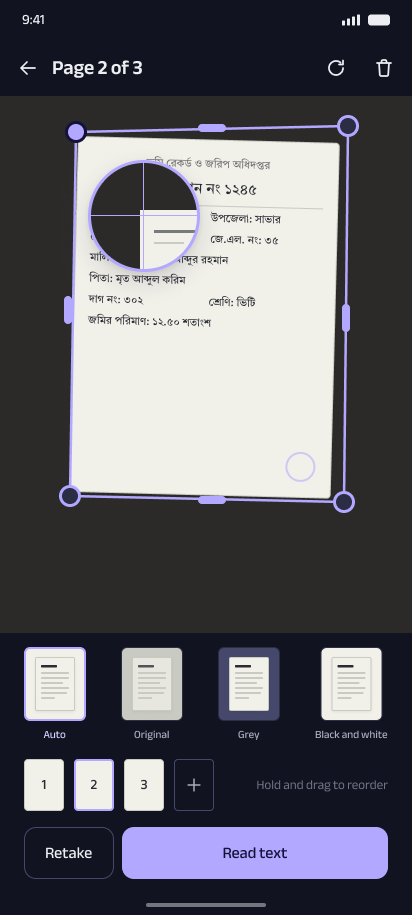 9:41
Page 2 of 3
রেকর্ড ও জরিপ অধিদপ্তর
নং ১২৪৫
উপজেলা: সাভার
জে.এল. নং: ৩৫
রহমান
পিতা: মৃত আব্দুল করিম
দাগ নং: ৩০২ শ্রেণি: ভিটি
জমির পরিমাণ: ১২.৫০ শতাংশ
Auto Original Grey Black and white
1 2 3 + Hold and drag to reorder
Retake Read text